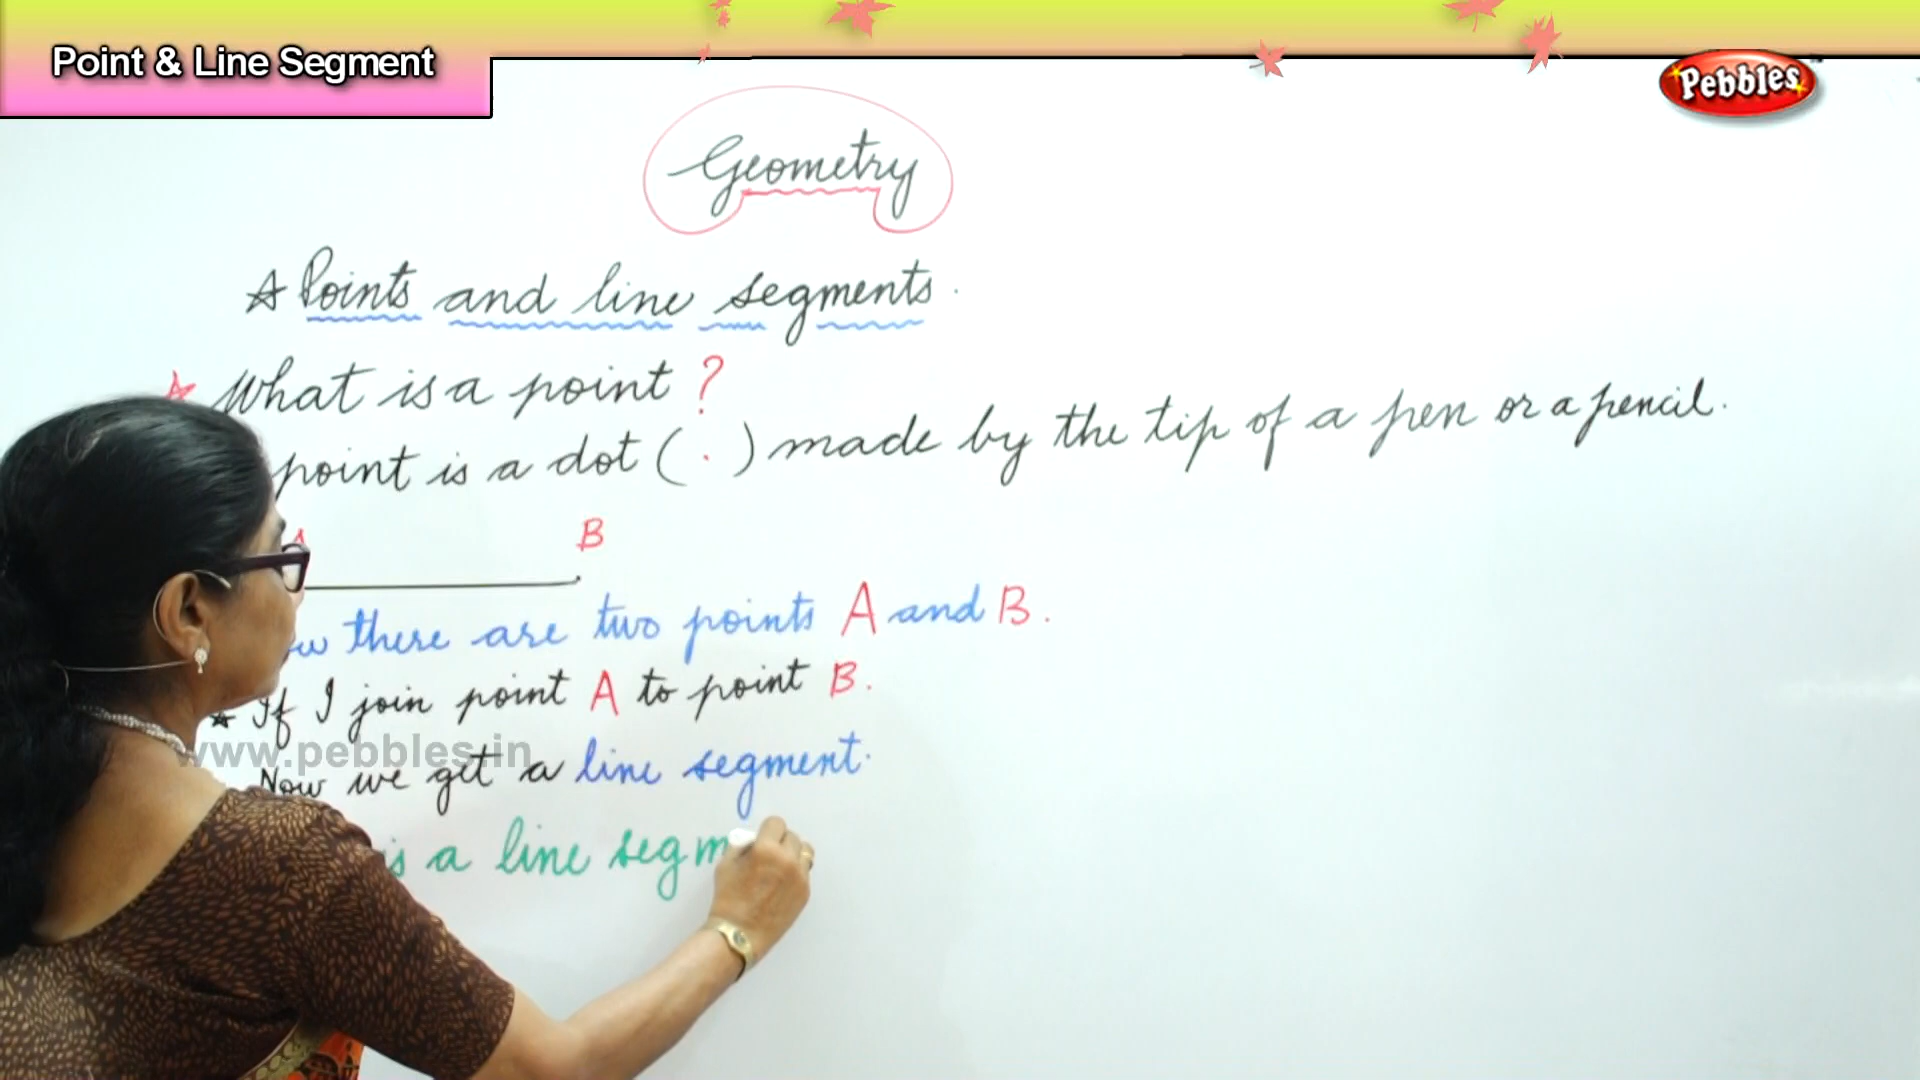 Point & Line Segment
Pebbles
Geometry
Points and line segments.
What is a point ?
point is a dot ( . ) made by the tip of a pen or a pencil.
A B
there are two points A and B.
If I join point A to point B.
www.pebbles.in
Now we get a line segment.
is a line segm